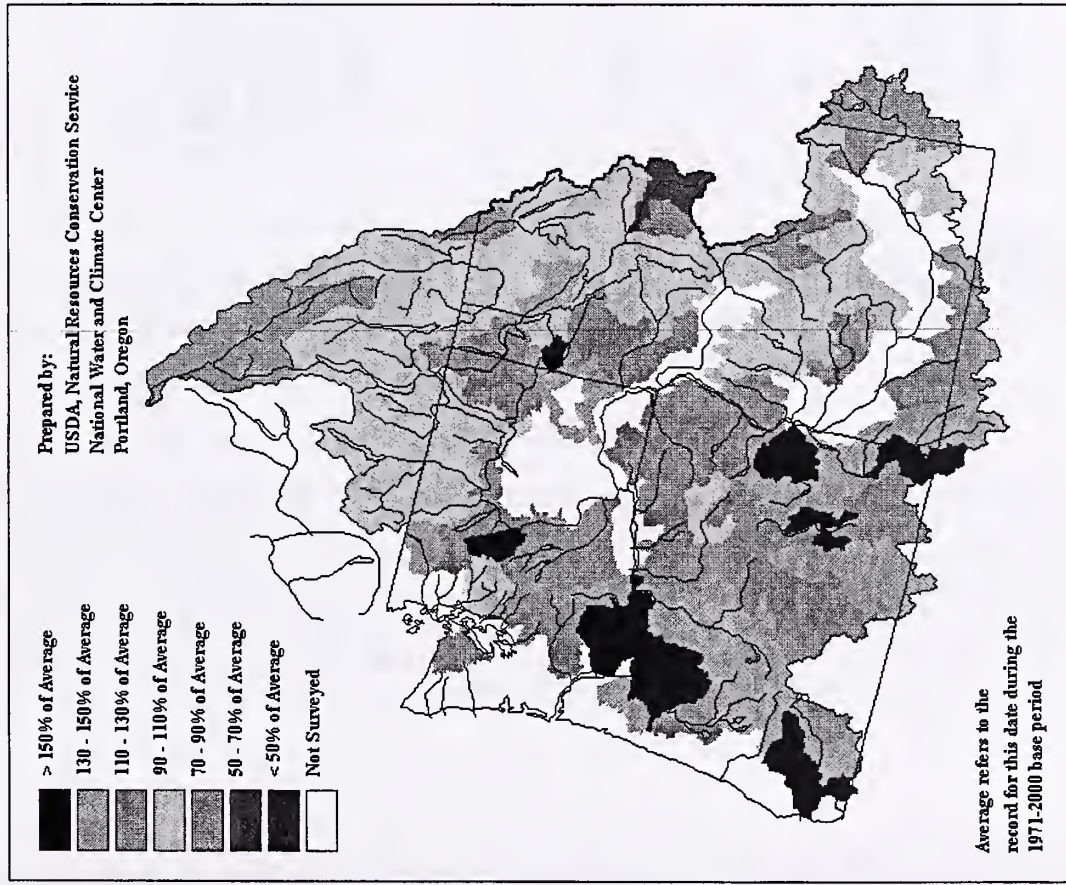 Prepared by:
USDA, Natural Resources Conservation Service
National Water and Climate Center
Portland, Oregon
> 150% of Average
130 - 150% of Average
110 - 130% of Average
90 - 110% of Average
70 - 90% of Average
50 - 70% of Average
< 50% of Average
Not Surveyed
Average refers to the
record for this date during the
1971-2000 base period